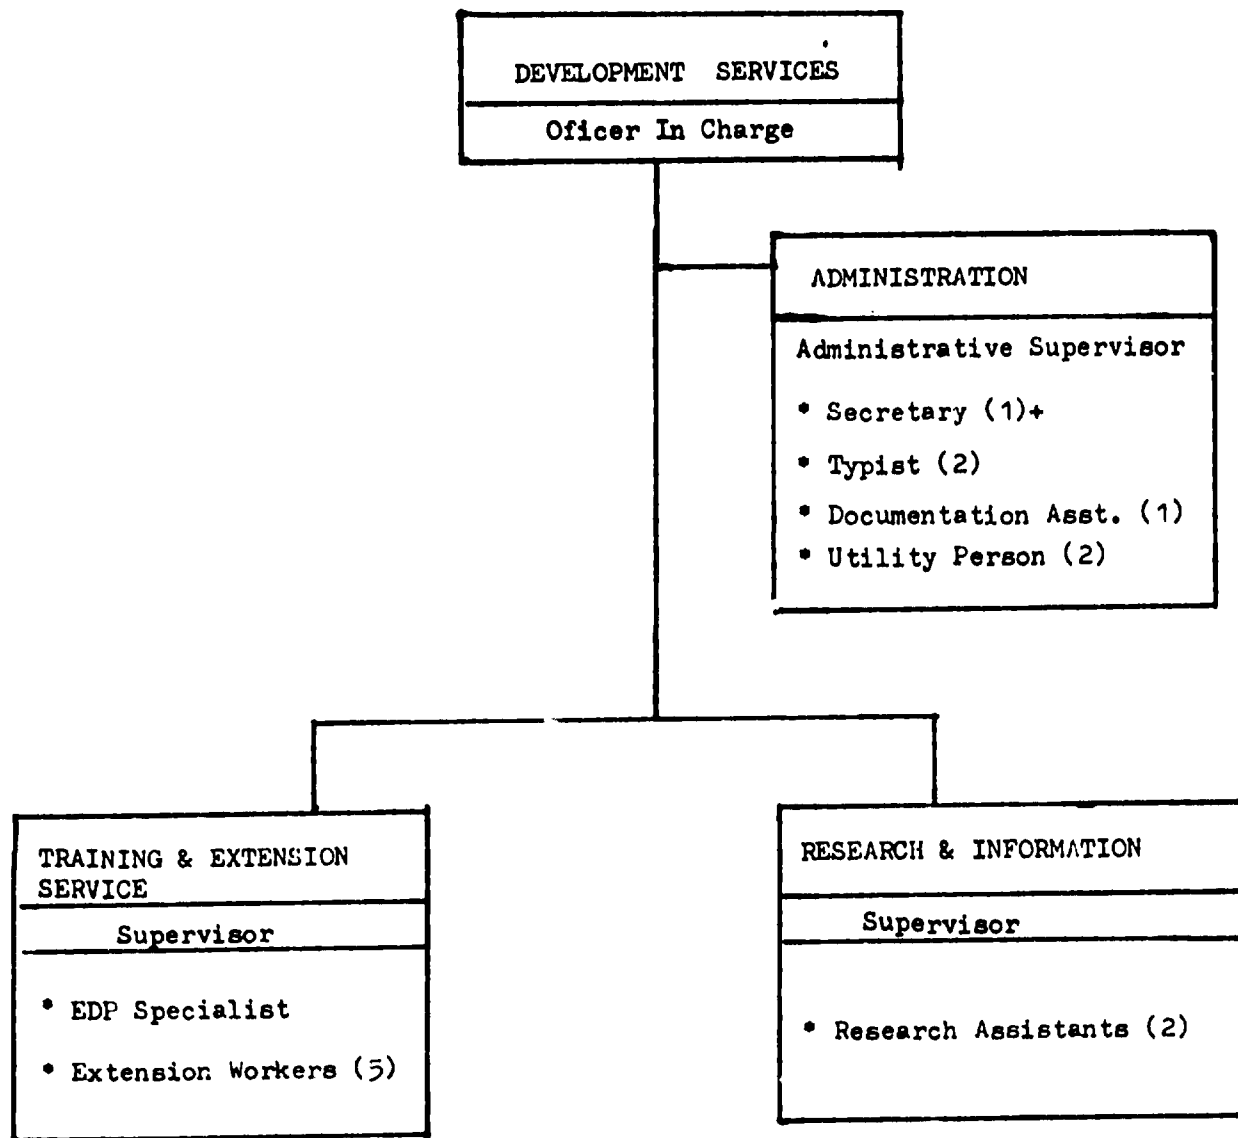 DEVELOPMENT SERVICES
Oficer In Charge
ADMINISTRATION
Administrative Supervisor
* Secretary (1)+
* Typist (2)
* Documentation Asst. (1)
* Utility Person (2)
TRAINING & EXTENSION
SERVICE
Supervisor
* EDP Specialist
* Extension Workers (5)
RESEARCH & INFORMATION
Supervisor
* Research Assistants (2)